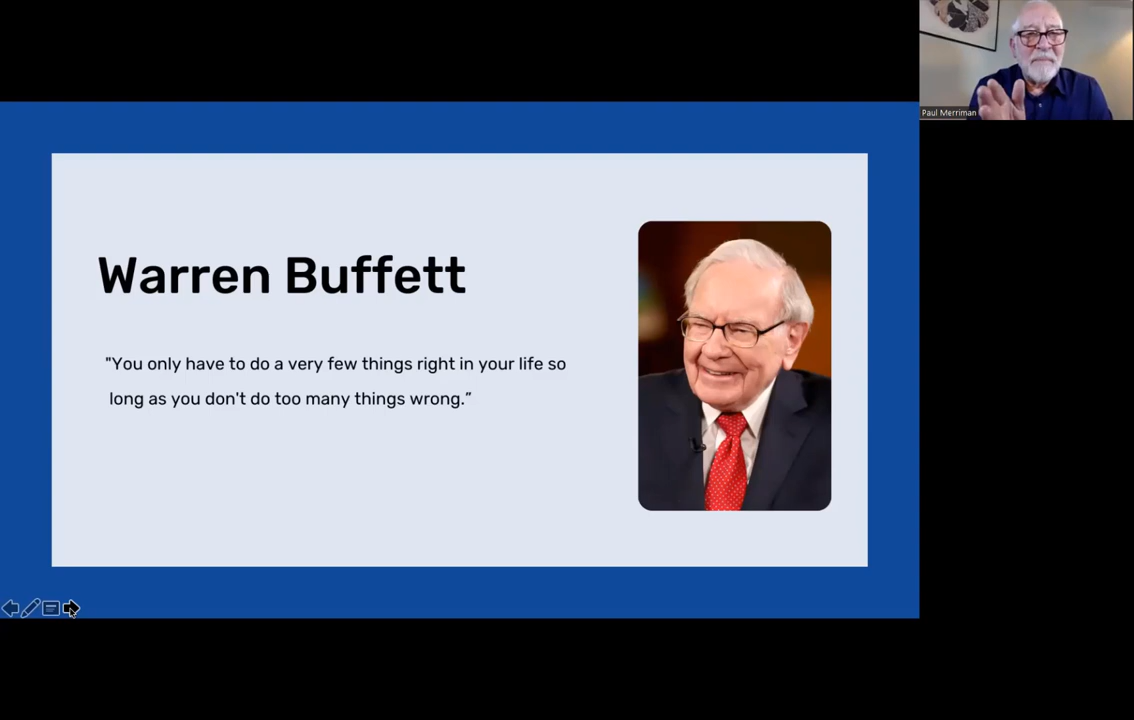 Paul Merriman
Warren Buffett
"You only have to do a very few things right in your life so
long as you don't do too many things wrong.”